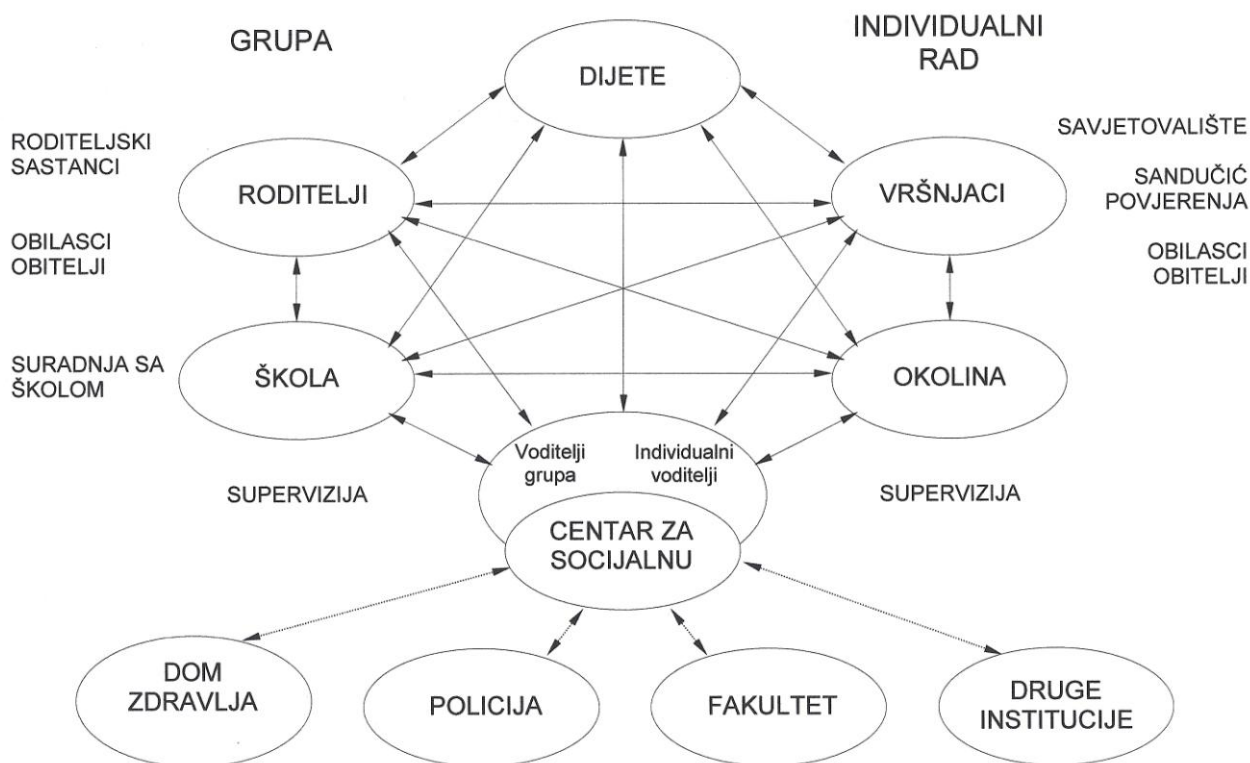 GRUPA
INDIVIDUALNI
RAD
DIJETE
RODITELJSKI
SASTANCI
SAVJETOVALIŠTE
RODITELJI
VRŠNJACI
SANDUČIĆ
POVJERENJA
OBILASCI
OBITELJI
OBILASCI
OBITELJI
SURADNJA SA
ŠKOLOM
ŠKOLA
OKOLINA
Voditelji
grupa
Individualni
voditelji
SUPERVIZIJA
SUPERVIZIJA
CENTAR ZA
SOCIJALNU
DOM
ZDRAVLJA
POLICIJA
FAKULTET
DRUGE
INSTITUCIJE